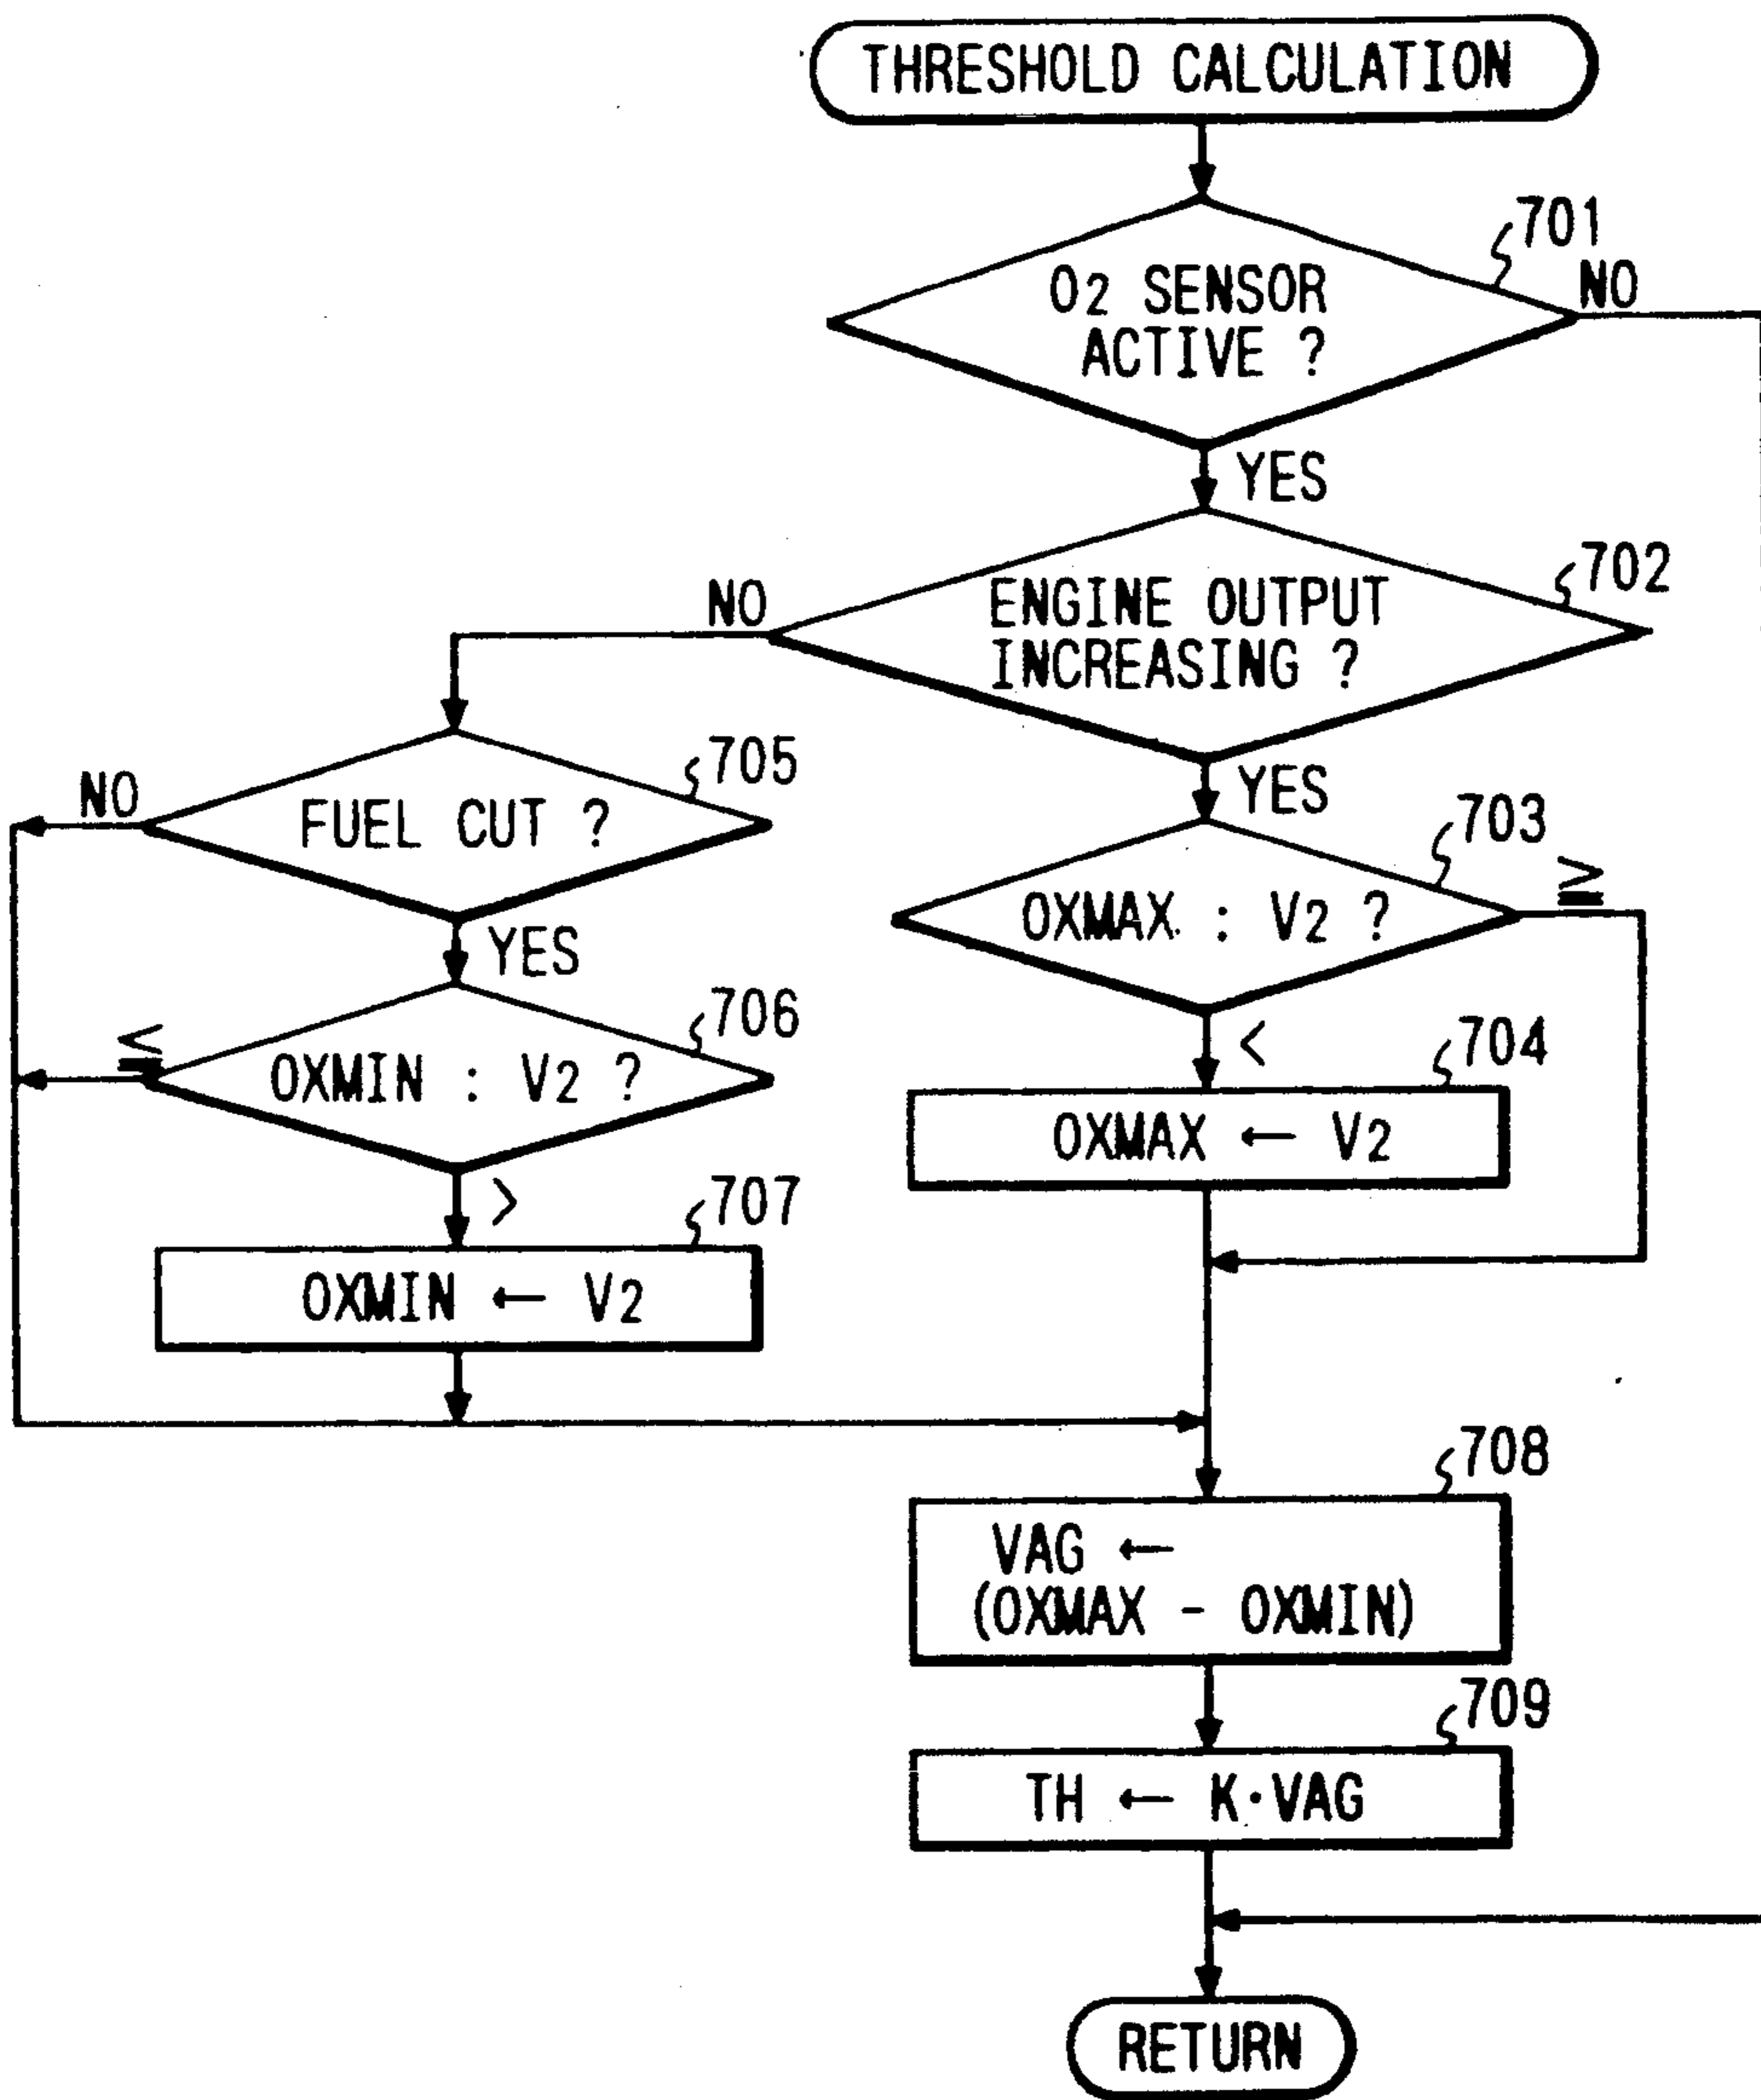 THRESHOLD CALCULATION
701
O2 SENSOR
ACTIVE ?
NO
YES
702
ENGINE OUTPUT
INCREASING ?
NO
YES
705
FUEL CUT ?
NO
YES
703
OXMAX : V2 ?
≧
<
706
OXMIN : V2 ?
≦
>
704
OXMAX ← V2
707
OXMIN ← V2
708
VAG ←
(OXMAX - OXMIN)
709
TH ← K·VAG
RETURN